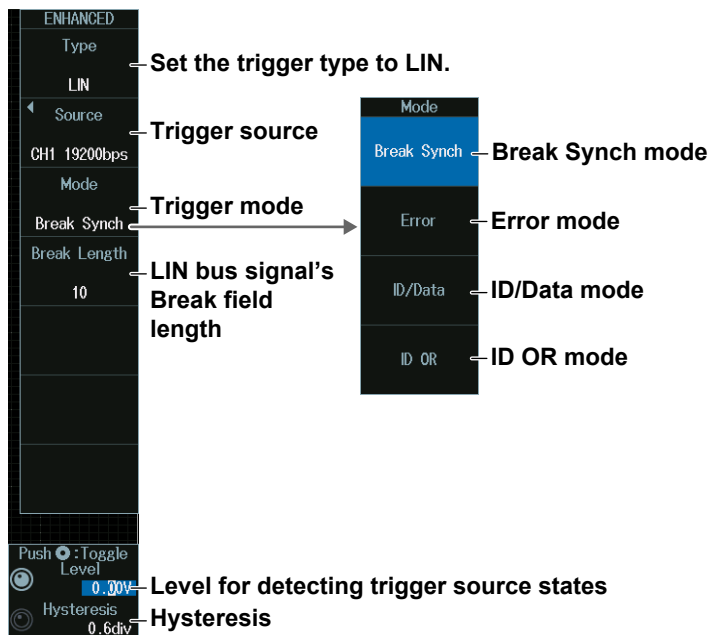 ENHANCED
Type
LIN
Set the trigger type to LIN.
Source
CH1 19200bps
Trigger source
Mode
Break Synch
Trigger mode
Break Length
10
LIN bus signal's
Break field
length
Mode
Break Synch
Break Synch mode
Error
Error mode
ID/Data
ID/Data mode
ID OR
ID OR mode
Push :Toggle
Level
0.00V
Level for detecting trigger source states
Hysteresis
0.6div
Hysteresis